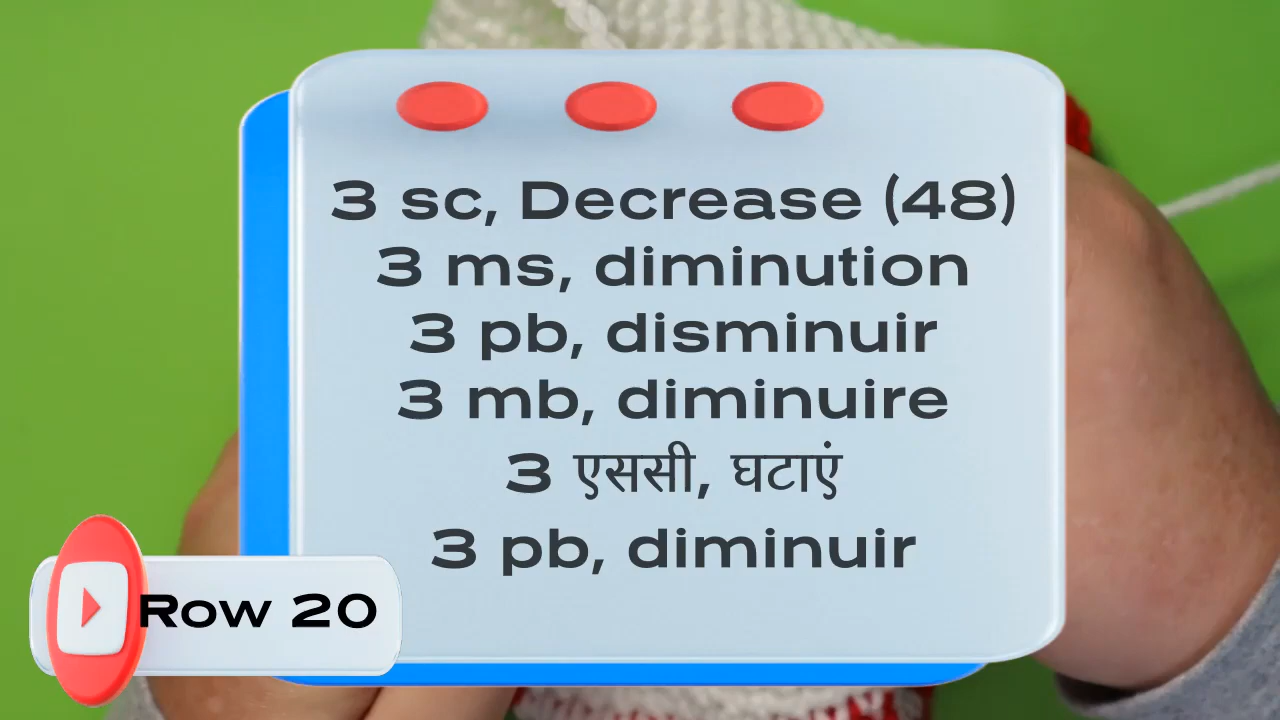 3 sc, Decrease (48)
3 ms, diminution
3 pb, disminuir
3 mb, diminuire
3 एससी, घटाएं
3 pb, diminuir
Row 20